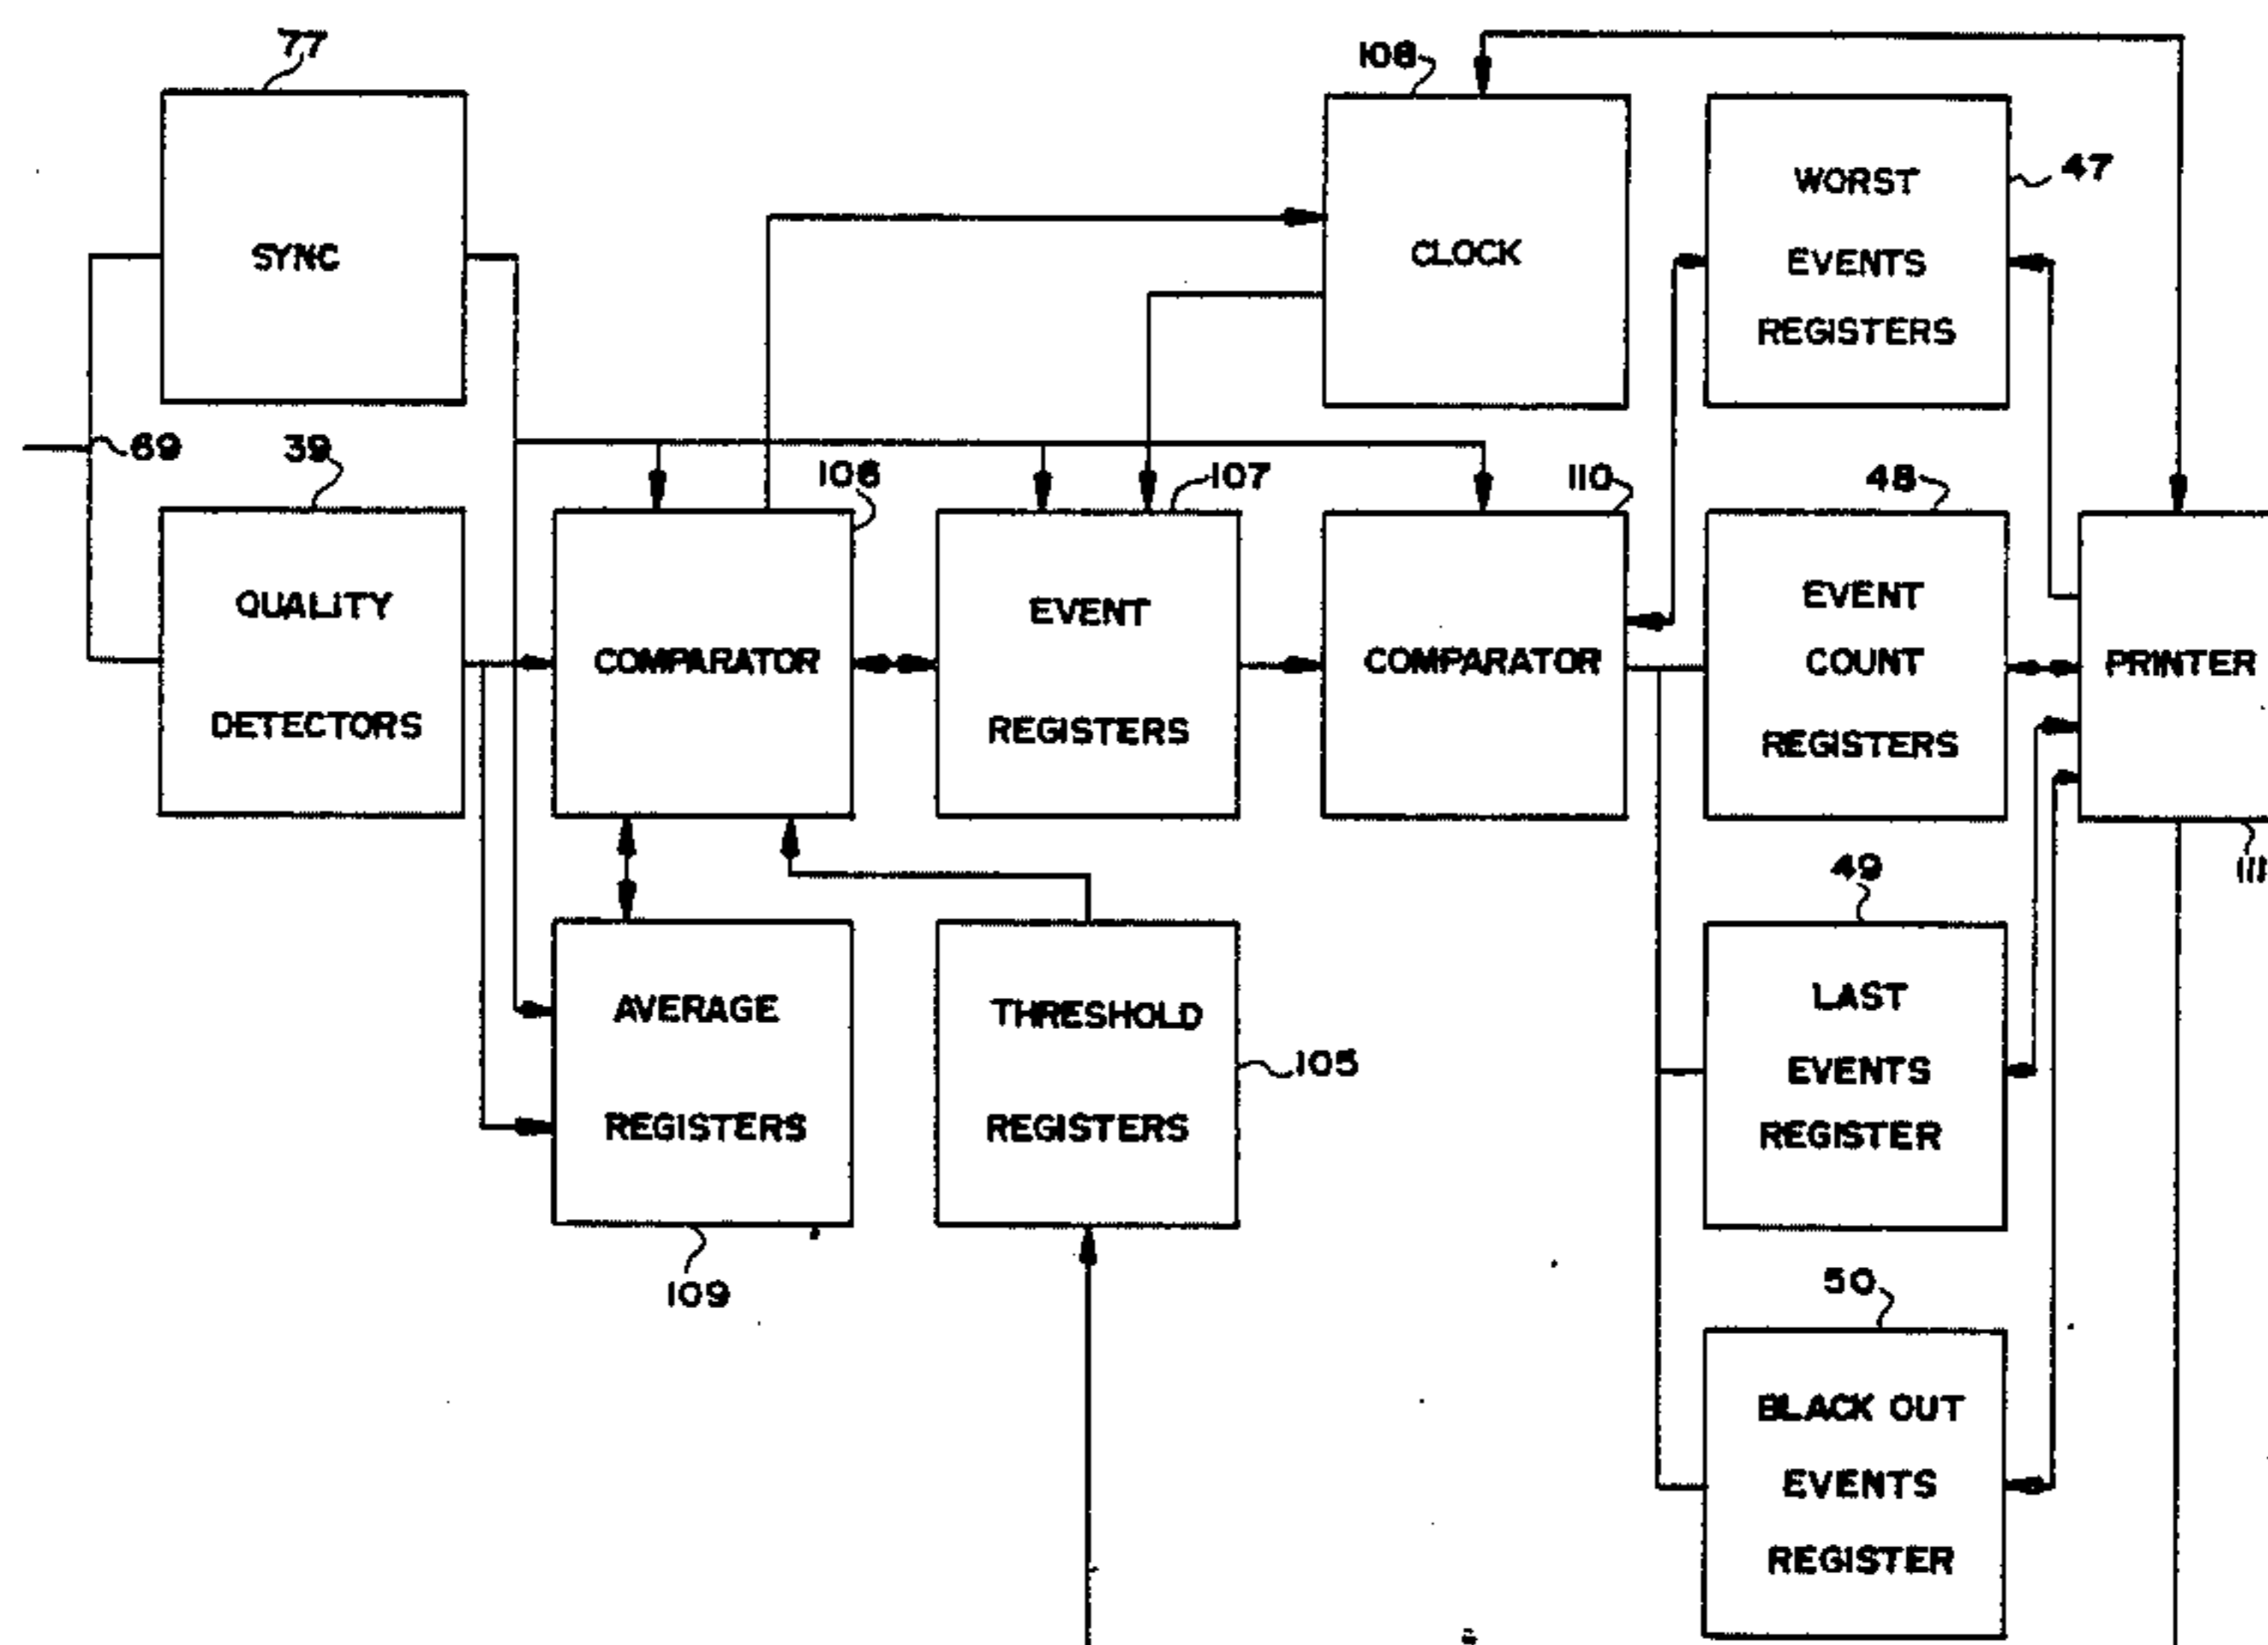 77
SYNC
108
CLOCK
WORST
EVENTS
REGISTERS
47
69
39
QUALITY
DETECTORS
106
COMPARATOR
107
EVENT
REGISTERS
110
COMPARATOR
48
EVENT
COUNT
REGISTERS
PRINTER
111
AVERAGE
REGISTERS
109
THRESHOLD
REGISTERS
105
49
LAST
EVENTS
REGISTER
50
BLACK OUT
EVENTS
REGISTER